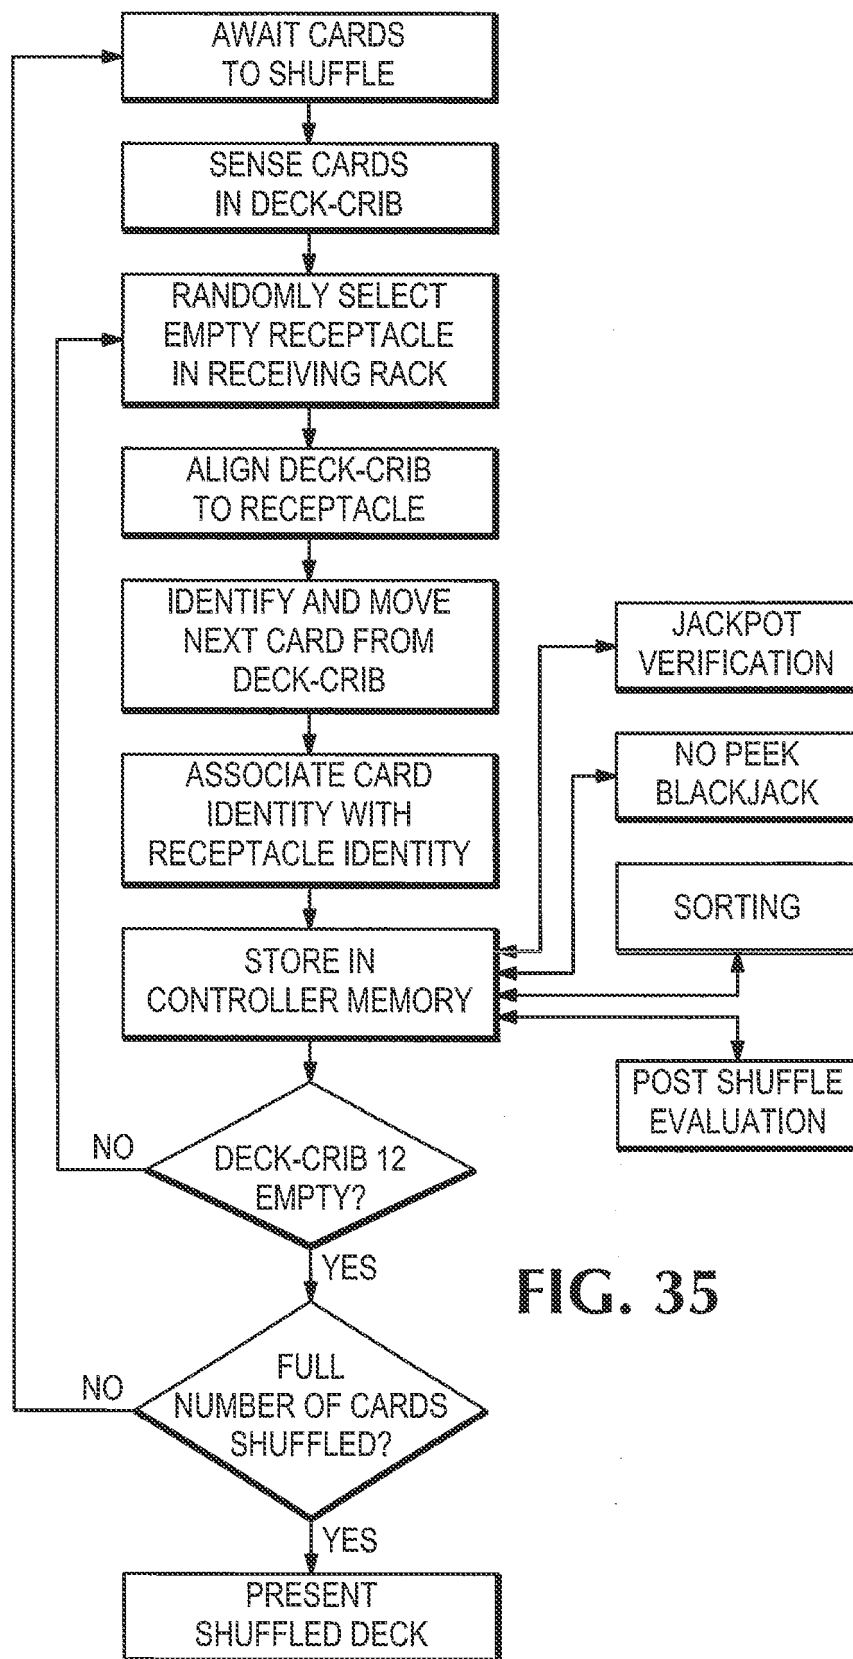 AWAIT CARDS
TO SHUFFLE
SENSE CARDS
IN DECK-CRIB
RANDOMLY SELECT
EMPTY RECEPTACLE
IN RECEIVING RACK
ALIGN DECK-CRIB
TO RECEPTACLE
IDENTIFY AND MOVE
NEXT CARD FROM
DECK-CRIB
ASSOCIATE CARD
IDENTITY WITH
RECEPTACLE IDENTITY
STORE IN
CONTROLLER MEMORY
JACKPOT
VERIFICATION
NO PEEK
BLACKJACK
SORTING
POST SHUFFLE
EVALUATION
NO
DECK-CRIB 12
EMPTY?
YES
FIG. 35
NO
FULL
NUMBER OF CARDS
SHUFFLED?
YES
PRESENT
SHUFFLED DECK